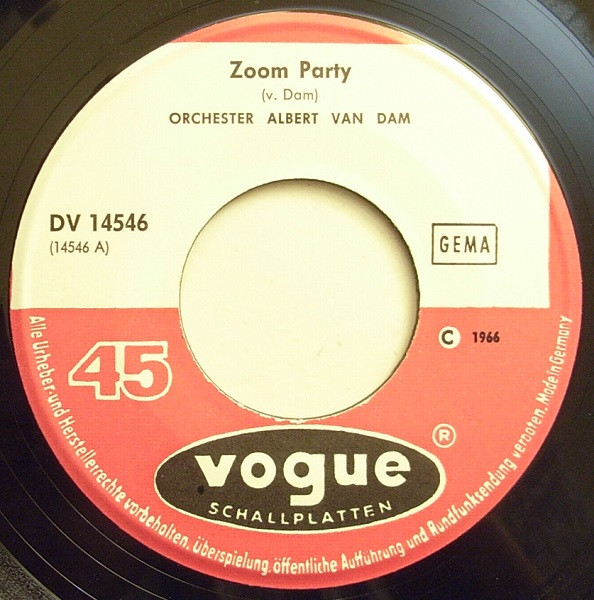 Zoom Party
(v. Dam)
ORCHESTER ALBERT VAN DAM
DV 14546
(14546 A)
GEMA
45
C 1966
vogue ®
SCHALLPLATTEN
Alle Urheber- und Herstellerrechte vorbehalten. Überspielung, öffentliche Aufführung und Rundfunksendung verboten. Made in Germany